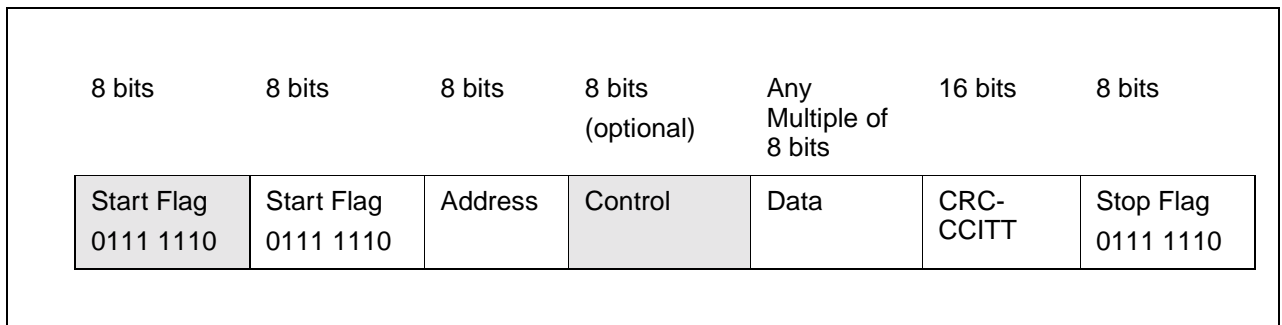 8 bits 8 bits 8 bits 8 bits Any 16 bits 8 bits
(optional) Multiple of
8 bits
Start Flag Start Flag Address Control Data CRC- Stop Flag
0111 1110 0111 1110 CCITT 0111 1110